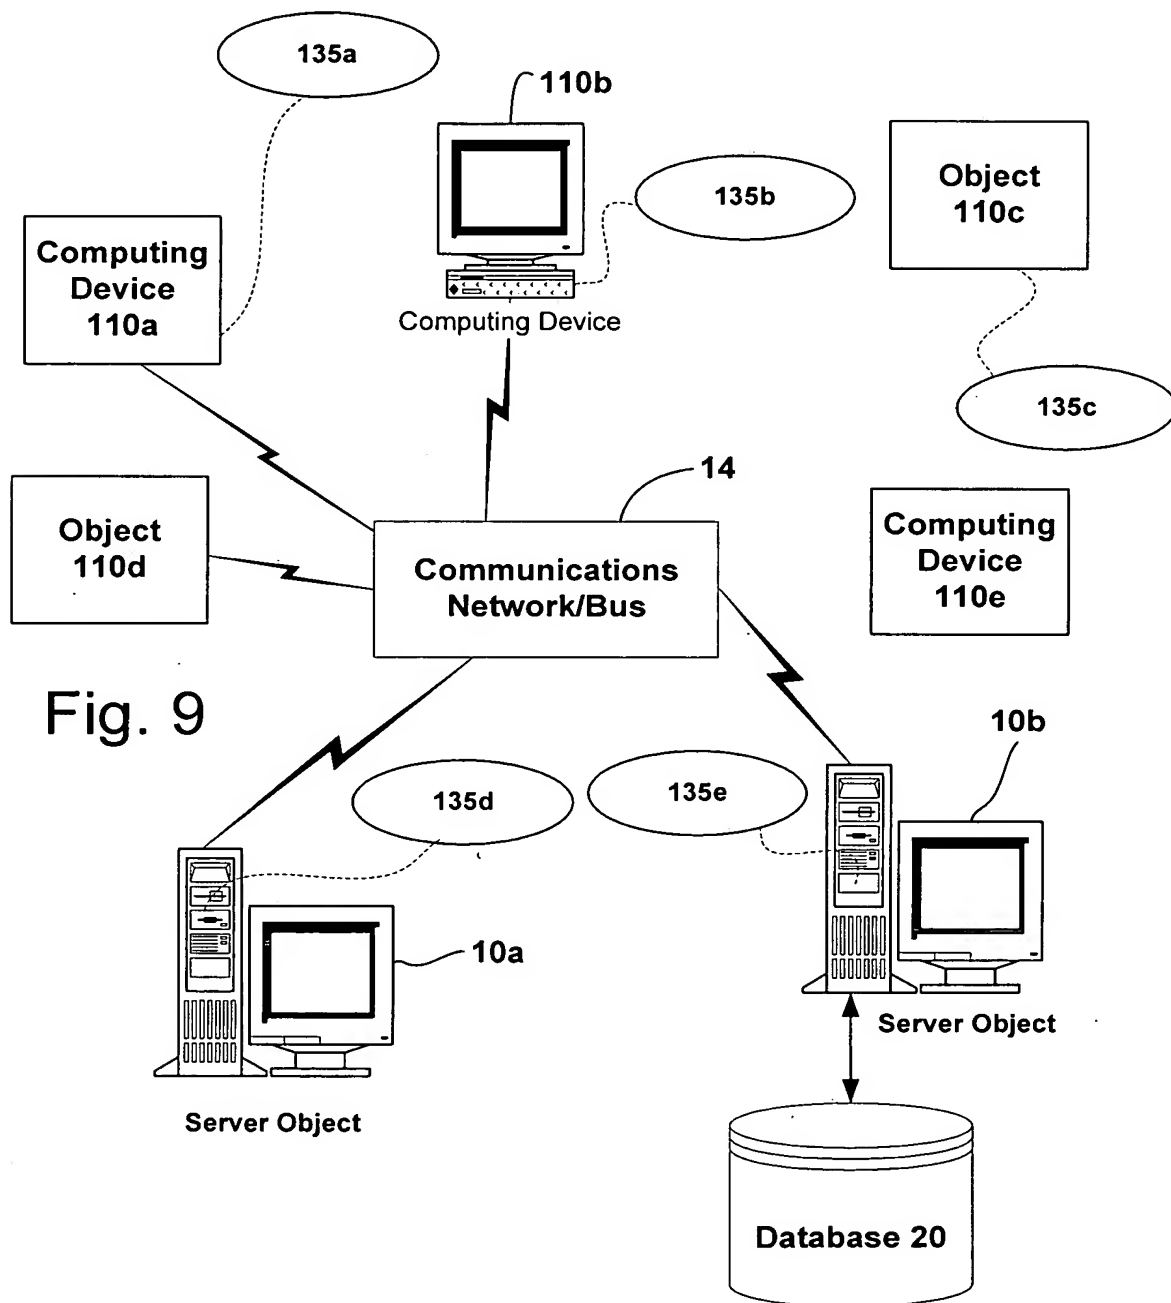 135a
110b
135b
Object
110c
Computing
Device
110a
Computing Device
135c
14
Object
110d
Communications
Network/Bus
Computing
Device
110e
Fig. 9
10b
135d
135e
10a
Server Object
Server Object
Database 20